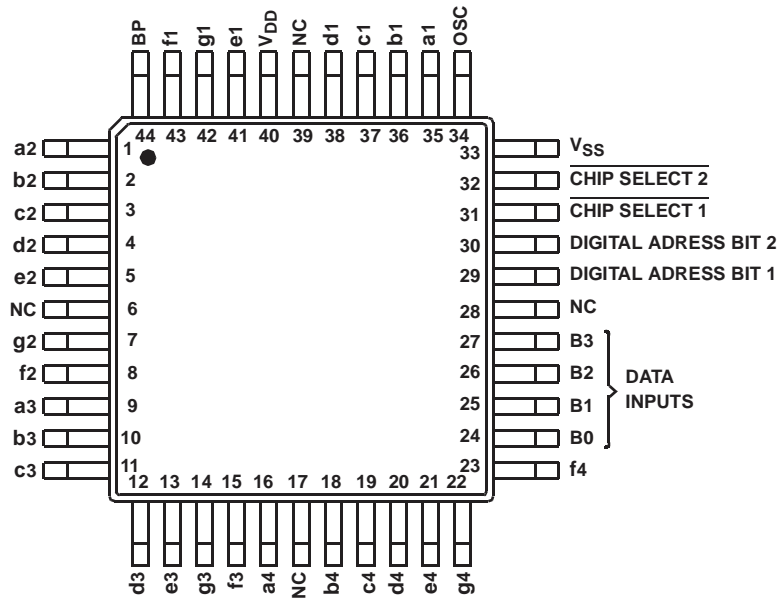 BP f1 g1 e1 VDD NC d1 c1 b1 a1 OSC
44 43 42 41 40 39 38 37 36 35 34
a2 1
b2 2
c2 3
d2 4
e2 5
NC 6
g2 7
f2 8
a3 9
b3 10
c3 11
33 VSS
32 CHIP SELECT 2
31 CHIP SELECT 1
30 DIGITAL ADRESS BIT 2
29 DIGITAL ADRESS BIT 1
28 NC
27 B3
26 B2
25 B1
24 B0
DATA
INPUTS
23 f4
12 13 14 15 16 17 18 19 20 21 22
d3 e3 g3 f3 a4 NC b4 c4 d4 e4 g4